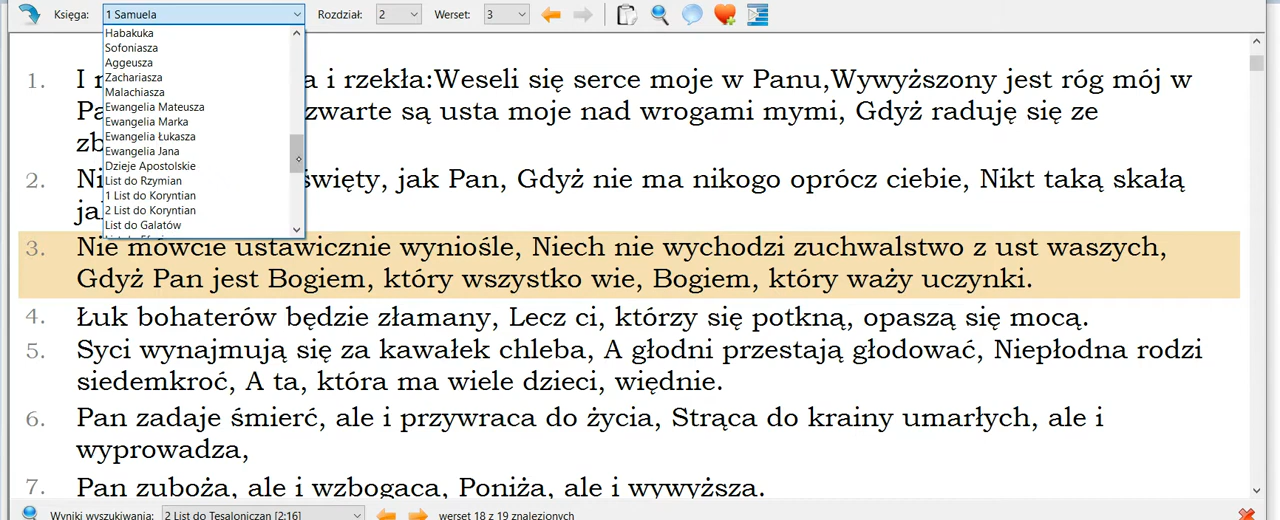 Księga: 1 Samuela Rozdział: 2 Werset: 3
Habakuka
Sofoniasza
Aggeusza
Zachariasza
Malachiasza
Ewangelia Mateusza
Ewangelia Marka
Ewangelia Łukasza
Ewangelia Jana
Dzieje Apostolskie
List do Rzymian
1 List do Koryntian
2 List do Koryntian
List do Galatów
1. I a i rzekła:Weseli się serce moje w Panu,Wywyższony jest róg mój w
zwarte są usta moje nad wrogami mymi, Gdyż raduję się ze
2. święty, jak Pan, Gdyż nie ma nikogo oprócz ciebie, Nikt taką skałą
3. Nie mówcie ustawicznie wyniośle, Niech nie wychodzi zuchwalstwo z ust waszych,
Gdyż Pan jest Bogiem, który wszystko wie, Bogiem, który waży uczynki.
4. Łuk bohaterów będzie złamany, Lecz ci, którzy się potkną, opaszą się mocą.
5. Syci wynajmują się za kawałek chleba, A głodni przestają głodować, Niepłodna rodzi
siedemkroć, A ta, która ma wiele dzieci, więdnie.
6. Pan zadaje śmierć, ale i przywraca do życia, Strąca do krainy umarłych, ale i
wyprowadza,
7. Pan zuboża, ale i wzbogaca, Poniża, ale i wywyższa.
Wyniki wyszukiwania: 2 List do Tesaloniczan [2:16] werset 18 z 19 znalezionych